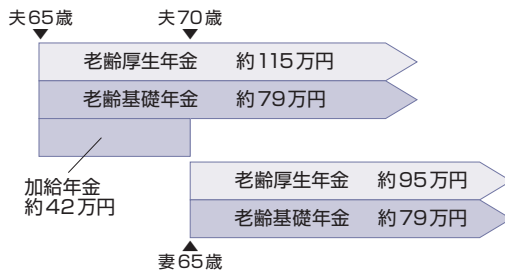 夫65歳 夫70歳
老齢厚生年金 約115万円
老齢基礎年金 約79万円
加給年金
約42万円
老齢厚生年金 約95万円
老齢基礎年金 約79万円
妻65歳